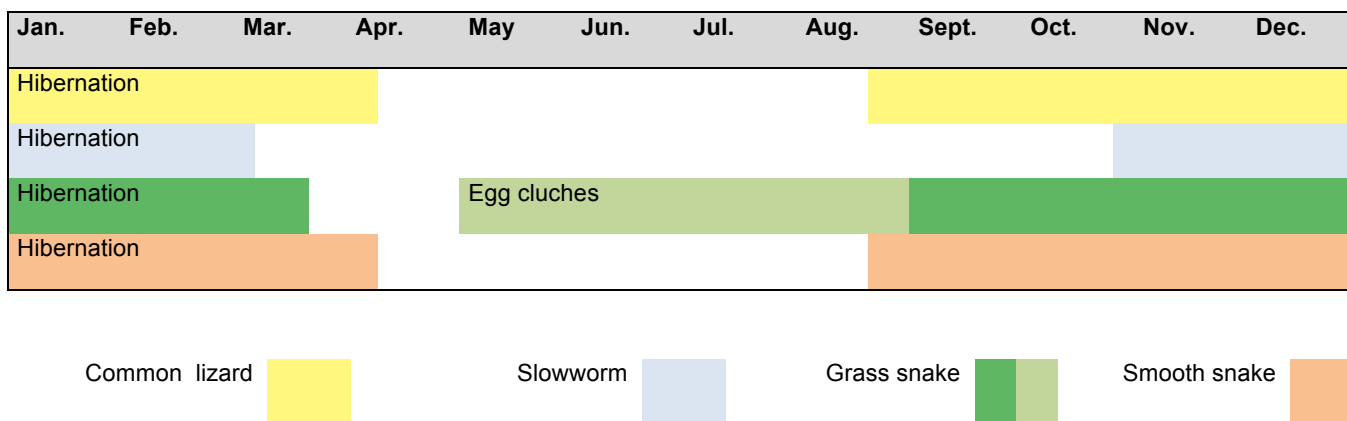 Jan. Feb. Mar. Apr. May Jun. Jul. Aug. Sept. Oct. Nov. Dec.
Hibernation
Hibernation
Hibernation Egg cluches
Hibernation
Common lizard Slowworm Grass snake Smooth snake